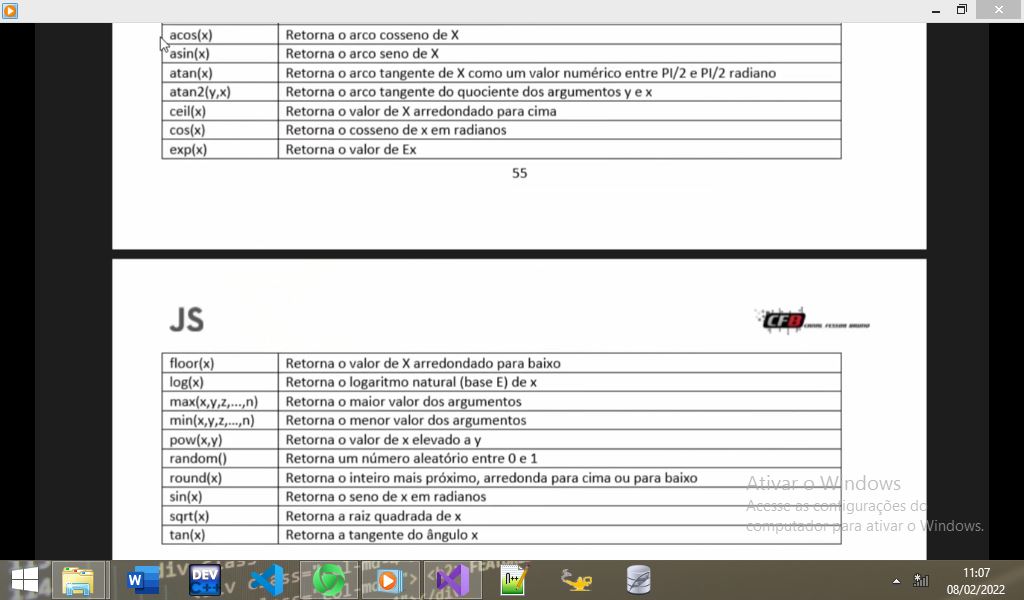 acos(x) Retorna o arco cosseno de X
asin(x) Retorna o arco seno de X
atan(x) Retorna o arco tangente de X como um valor numérico entre PI/2 e PI/2 radiano
atan2(y,x) Retorna o arco tangente do quociente dos argumentos y e x
ceil(x) Retorna o valor de X arredondado para cima
cos(x) Retorna o cosseno de x em radianos
exp(x) Retorna o valor de Ex
55
JS
CFB CANAL FESSOR BRUNO
floor(x) Retorna o valor de X arredondado para baixo
log(x) Retorna o logaritmo natural (base E) de x
max(x,y,z,...,n) Retorna o maior valor dos argumentos
min(x,y,z,...,n) Retorna o menor valor dos argumentos
pow(x,y) Retorna o valor de x elevado a y
random() Retorna um número aleatório entre 0 e 1
round(x) Retorna o inteiro mais próximo, arredonda para cima ou para baixo
sin(x) Retorna o seno de x em radianos
sqrt(x) Retorna a raiz quadrada de x
tan(x) Retorna a tangente do ângulo x
Ativar o Windows
Acesse as configurações do
computador para ativar o Windows.
DEV
C++
11:07
08/02/2022